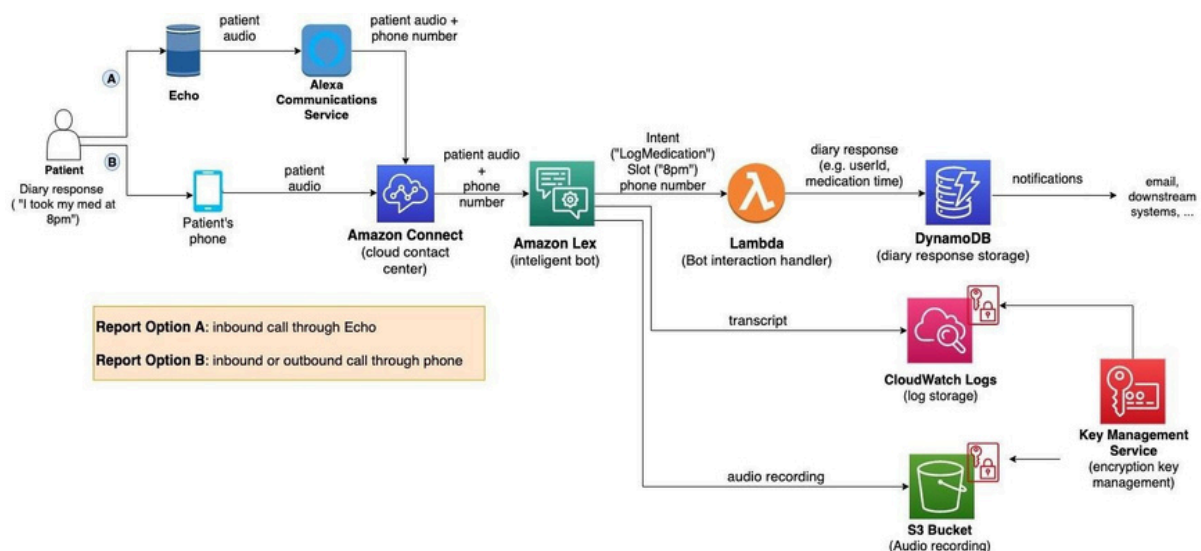 patient
audio
patient audio +
phone number
A
Echo
Alexa
Communications
Service
Patient
Diary response
( "I took my med at
8pm")
B
Patient's
phone
patient
audio
Amazon Connect
(cloud contact
center)
patient audio
+
phone
number
Amazon Lex
(inteligent bot)
Intent
("LogMedication")
Slot ("8pm")
phone number
Lambda
(Bot interaction handler)
diary response
(e.g. userId,
medication time)
DynamoDB
(diary response storage)
notifications
email,
downstream
systems, ...
Report Option A: inbound call through Echo
Report Option B: inbound or outbound call through phone
transcript
CloudWatch Logs
(log storage)
Key Management
Service
(encryption key
management)
audio recording
S3 Bucket
(Audio recording)